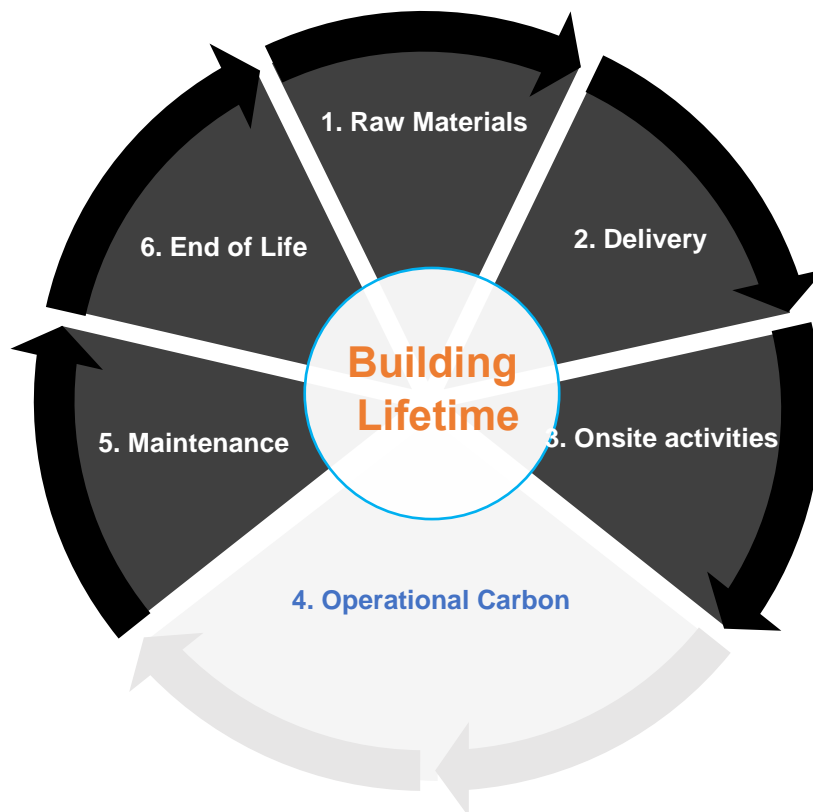 1. Raw Materials
2. Delivery
6. End of Life
Building
Lifetime
3. Onsite activities
5. Maintenance
4. Operational Carbon